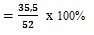 = 35,5/52 x 100%